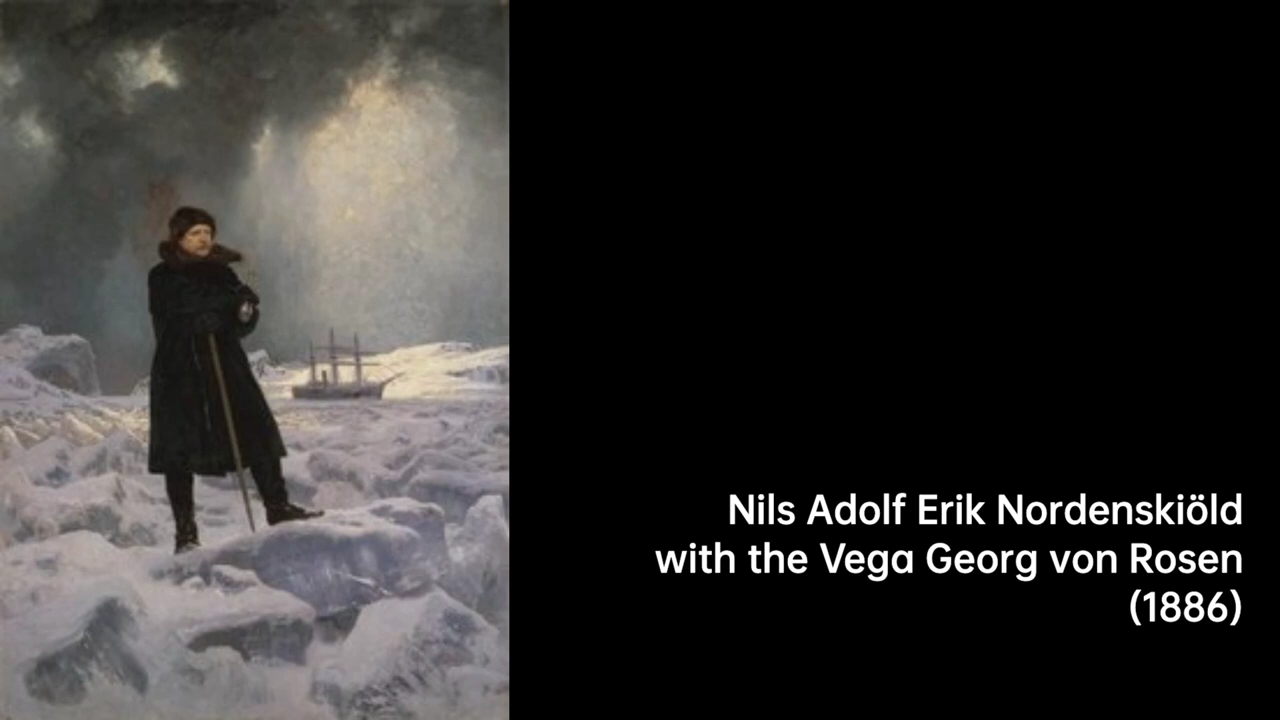 Nils Adolf Erik Nordenskiöld
with the Vega Georg von Rosen
(1886)